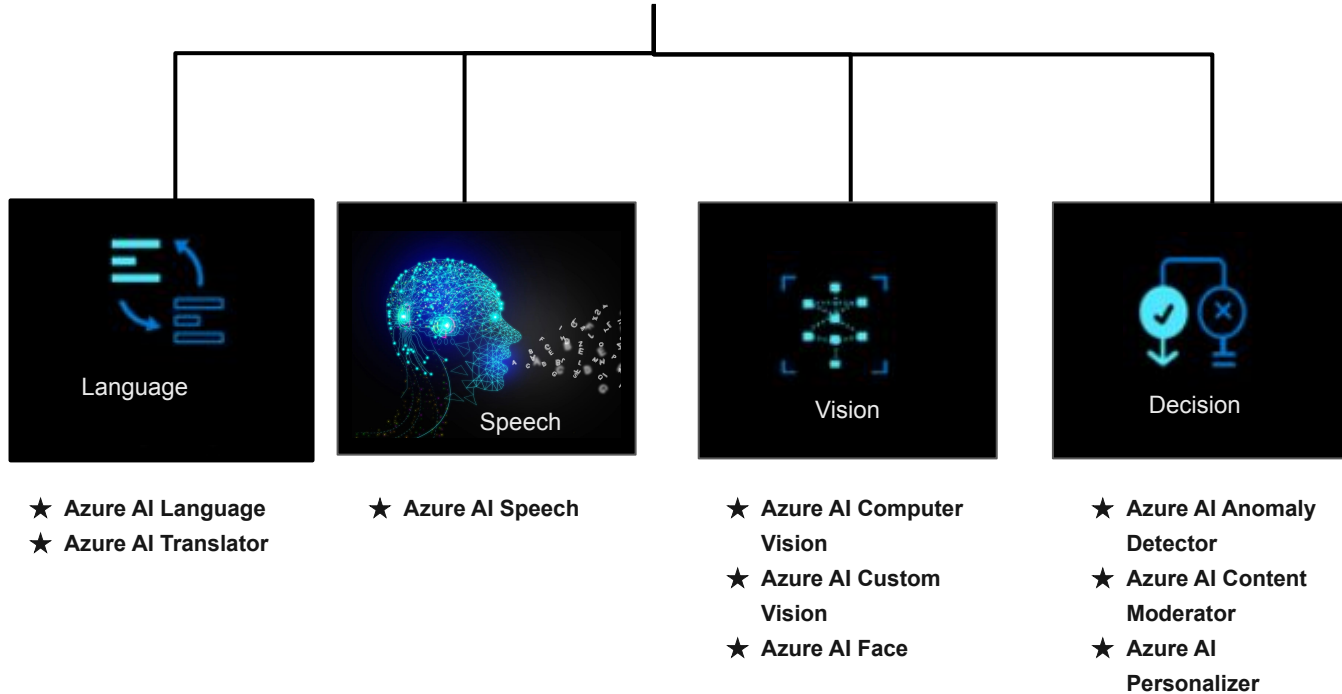 Language
Speech
Vision
Decision
★ Azure AI Language
★ Azure AI Translator
★ Azure AI Speech
★ Azure AI Computer
Vision
★ Azure AI Custom
Vision
★ Azure AI Face
★ Azure AI Anomaly
Detector
★ Azure AI Content
Moderator
★ Azure AI
Personalizer